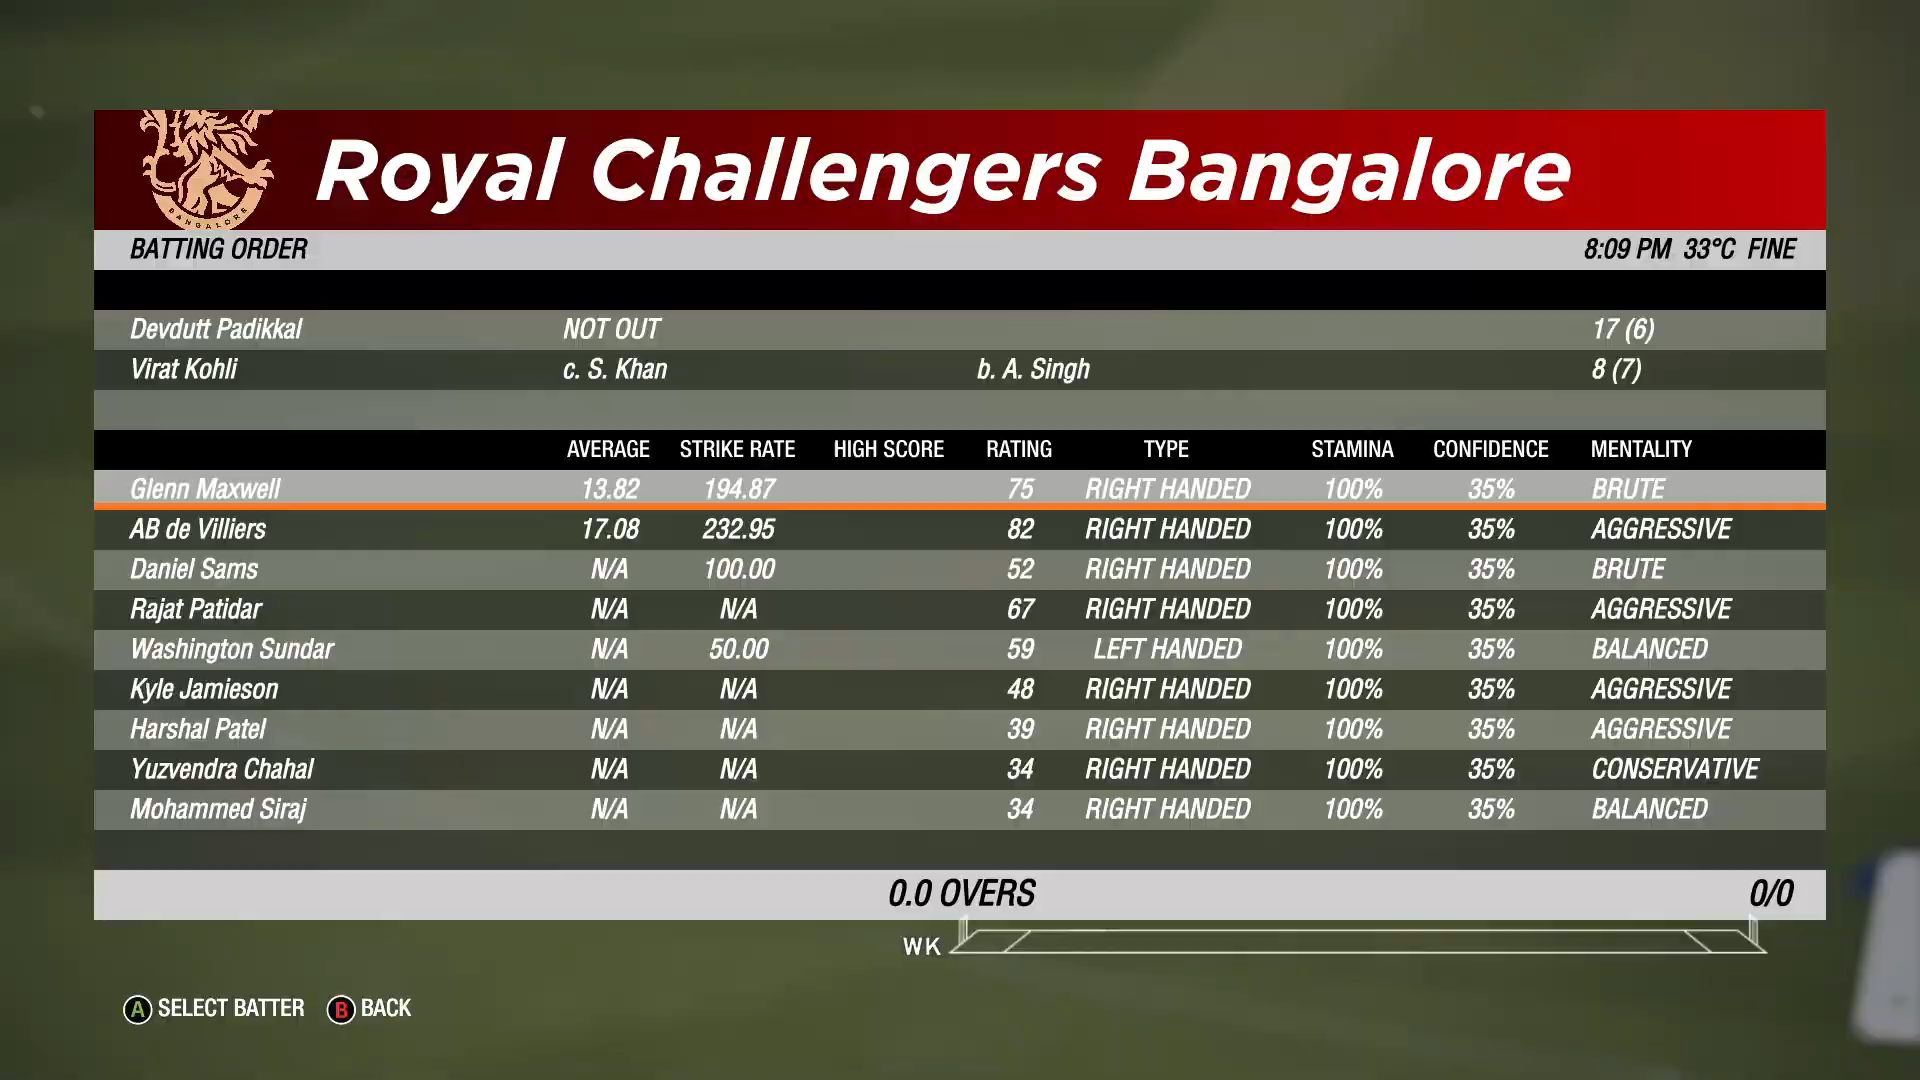 BANGALORE
Royal Challengers Bangalore
BATTING ORDER 8:09 PM 33°C FINE
Devdutt Padikkal NOT OUT 17 (6)
Virat Kohli c. S. Khan b. A. Singh 8 (7)
AVERAGE STRIKE RATE HIGH SCORE RATING TYPE STAMINA CONFIDENCE MENTALITY
Glenn Maxwell 13.82 194.87 75 RIGHT HANDED 100% 35% BRUTE
AB de Villiers 17.08 232.95 82 RIGHT HANDED 100% 35% AGGRESSIVE
Daniel Sams N/A 100.00 52 RIGHT HANDED 100% 35% BRUTE
Rajat Patidar N/A N/A 67 RIGHT HANDED 100% 35% AGGRESSIVE
Washington Sundar N/A 50.00 59 LEFT HANDED 100% 35% BALANCED
Kyle Jamieson N/A N/A 48 RIGHT HANDED 100% 35% AGGRESSIVE
Harshal Patel N/A N/A 39 RIGHT HANDED 100% 35% AGGRESSIVE
Yuzvendra Chahal N/A N/A 34 RIGHT HANDED 100% 35% CONSERVATIVE
Mohammed Siraj N/A N/A 34 RIGHT HANDED 100% 35% BALANCED
0.0 OVERS 0/0
WK
A SELECT BATTER B BACK